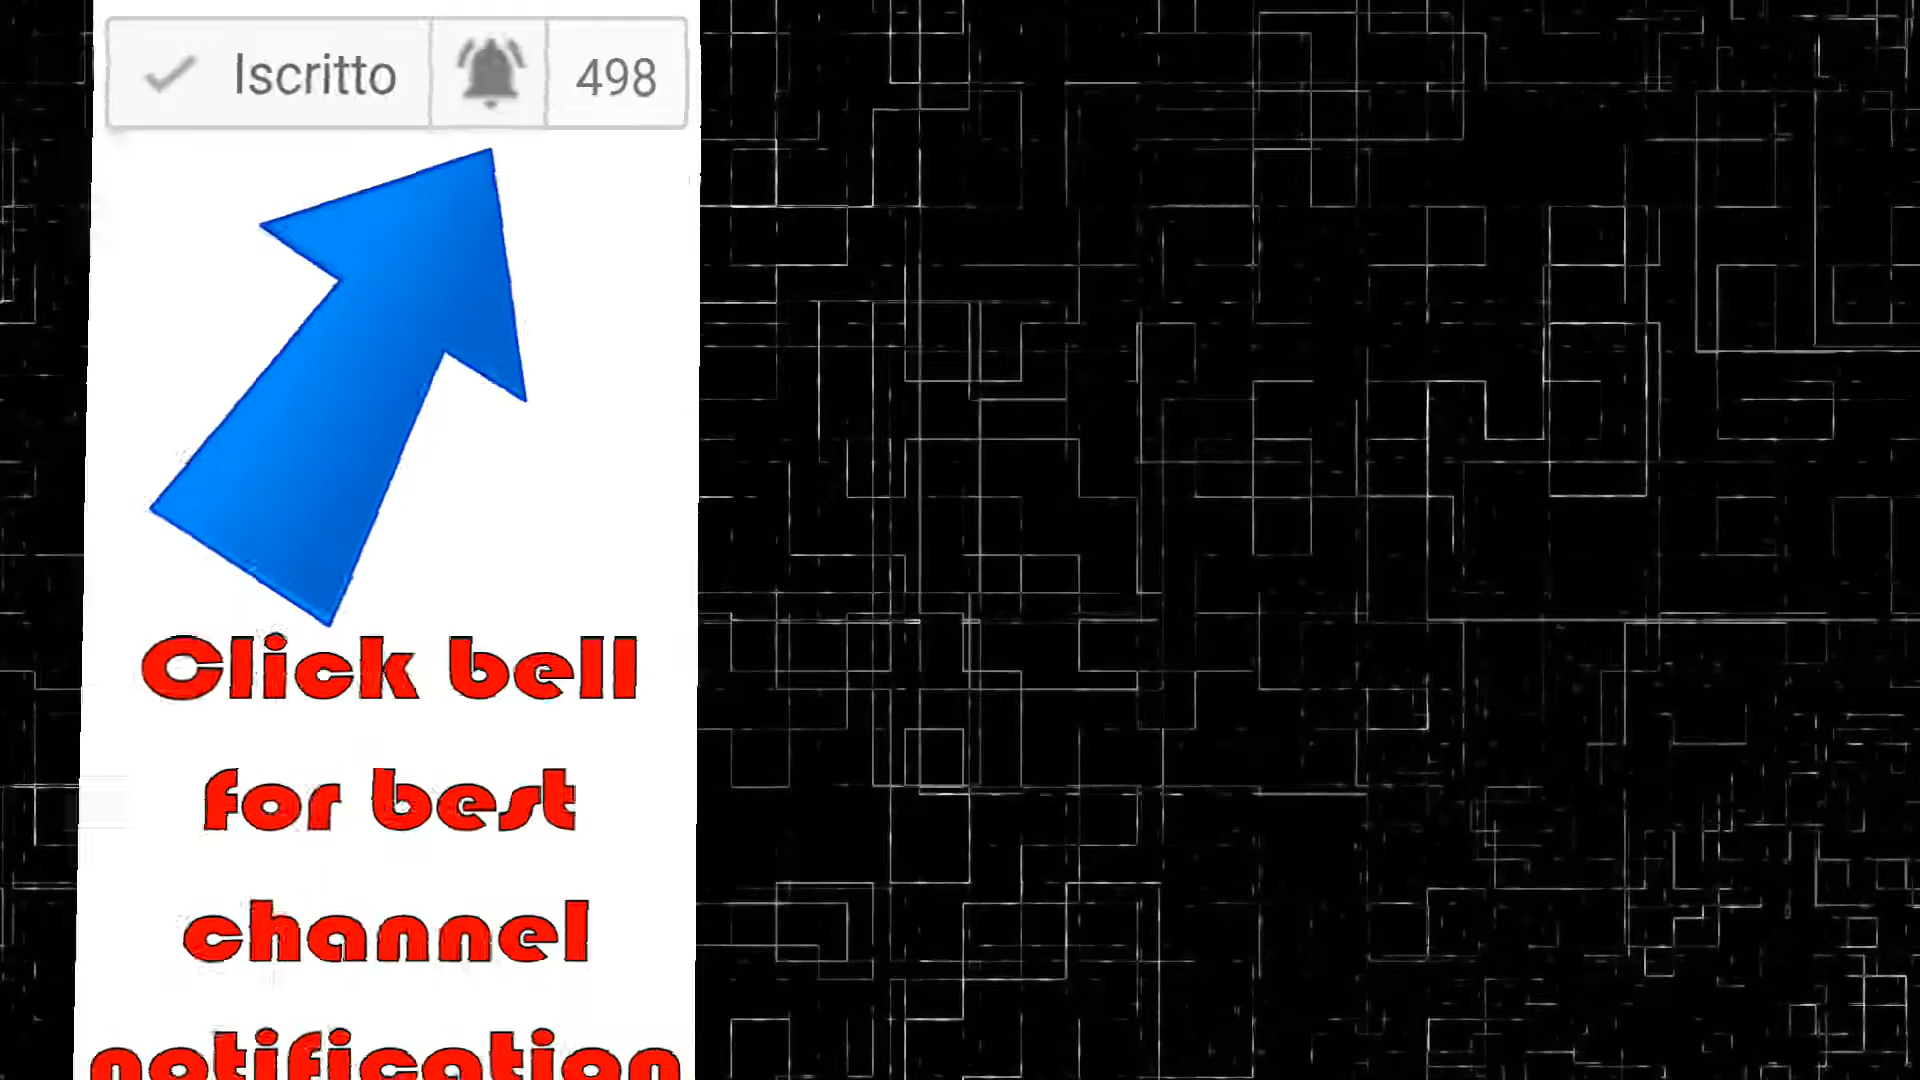 Iscritto 498
Click bell
for best
channel
notification